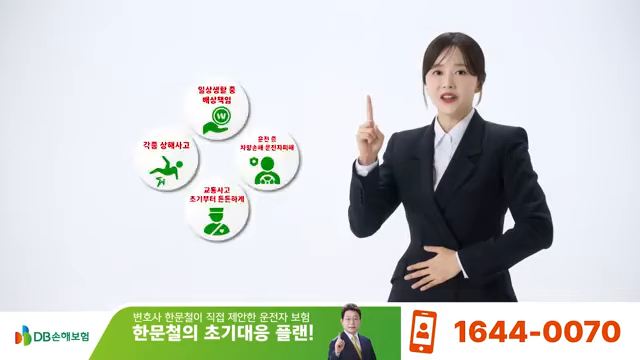 일상생활 중
배상책임
W
각종 상해사고
운전 중
차량손해 운전자피해
교통사고
초기부터 든든하게
DB손해보험
변호사 한문철이 직접 제안한 운전자 보험
한문철의 초기대응 플랜!
1644-0070